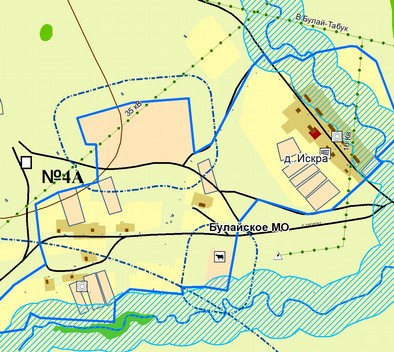 В.Булай-Табук
35 кВ
д. Искра
№4А
Булайское МО